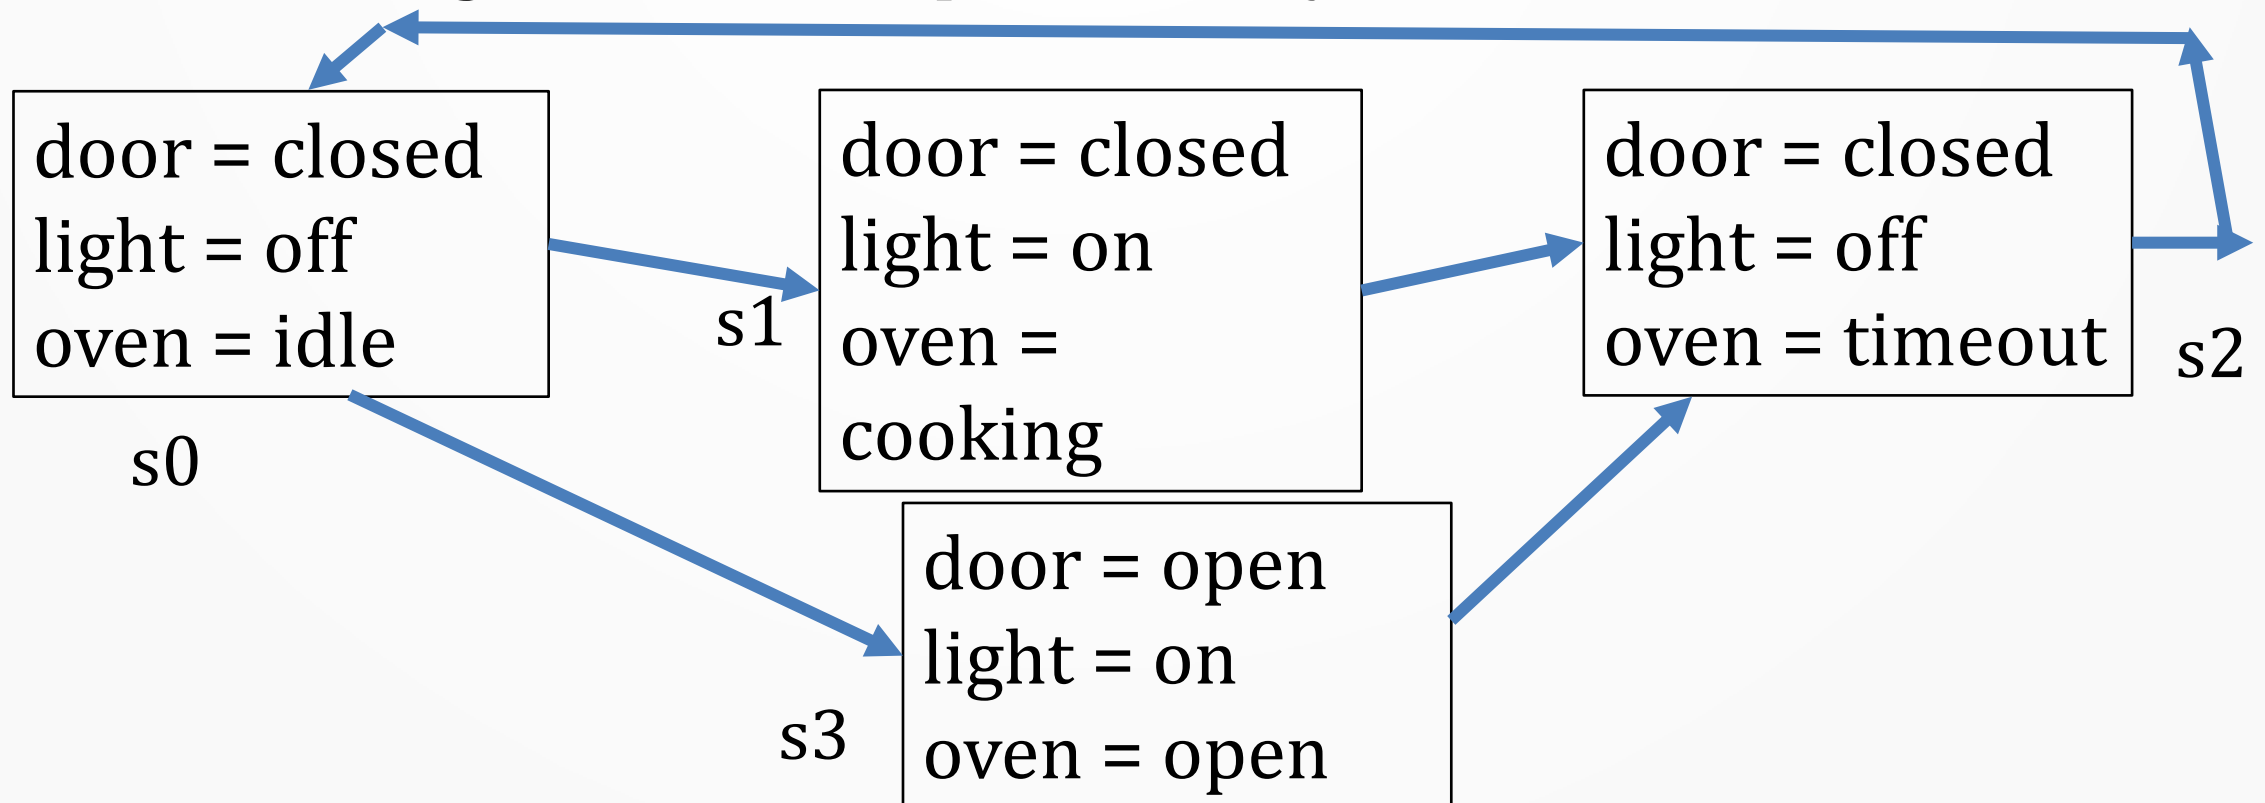 door = closed
light = off
oven = idle
s0
s1
door = closed
light = on
oven =
cooking
door = closed
light = off
oven = timeout
s2
s3
door = open
light = on
oven = open